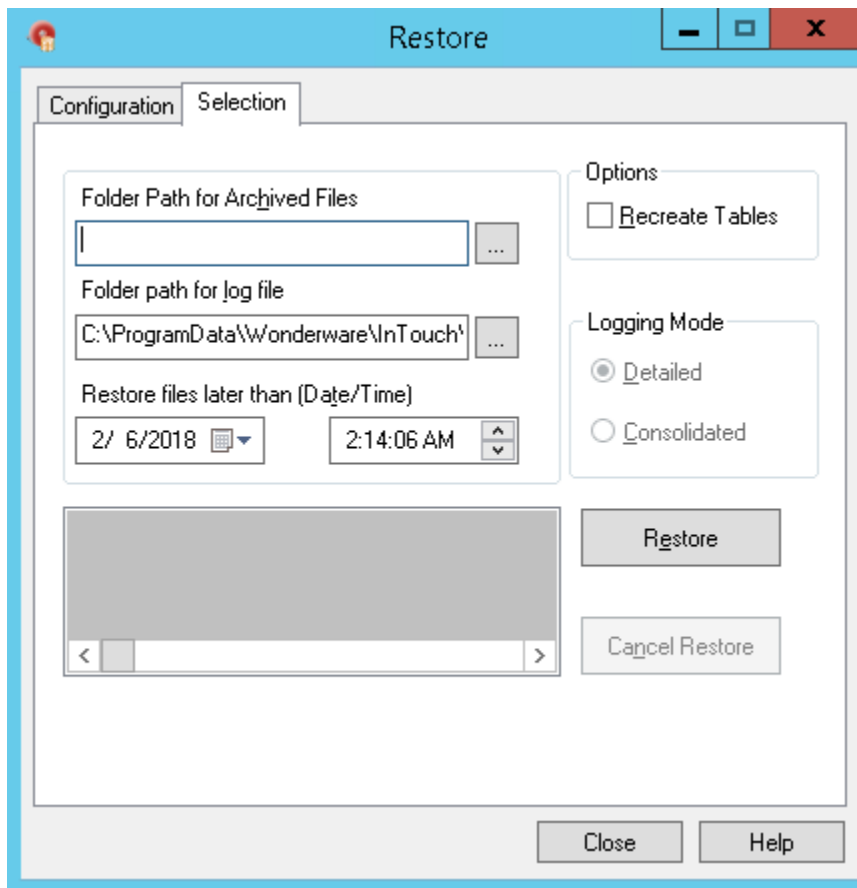 Restore
Configuration
Selection
Folder Path for Archived Files
...
Folder path for log file
C:\ProgramData\Wonderware\InTouch\
...
Restore files later than (Date/Time)
2/ 6/2018
2:14:06 AM
Options
Recreate Tables
Logging Mode
Detailed
Consolidated
Restore
Cancel Restore
Close
Help